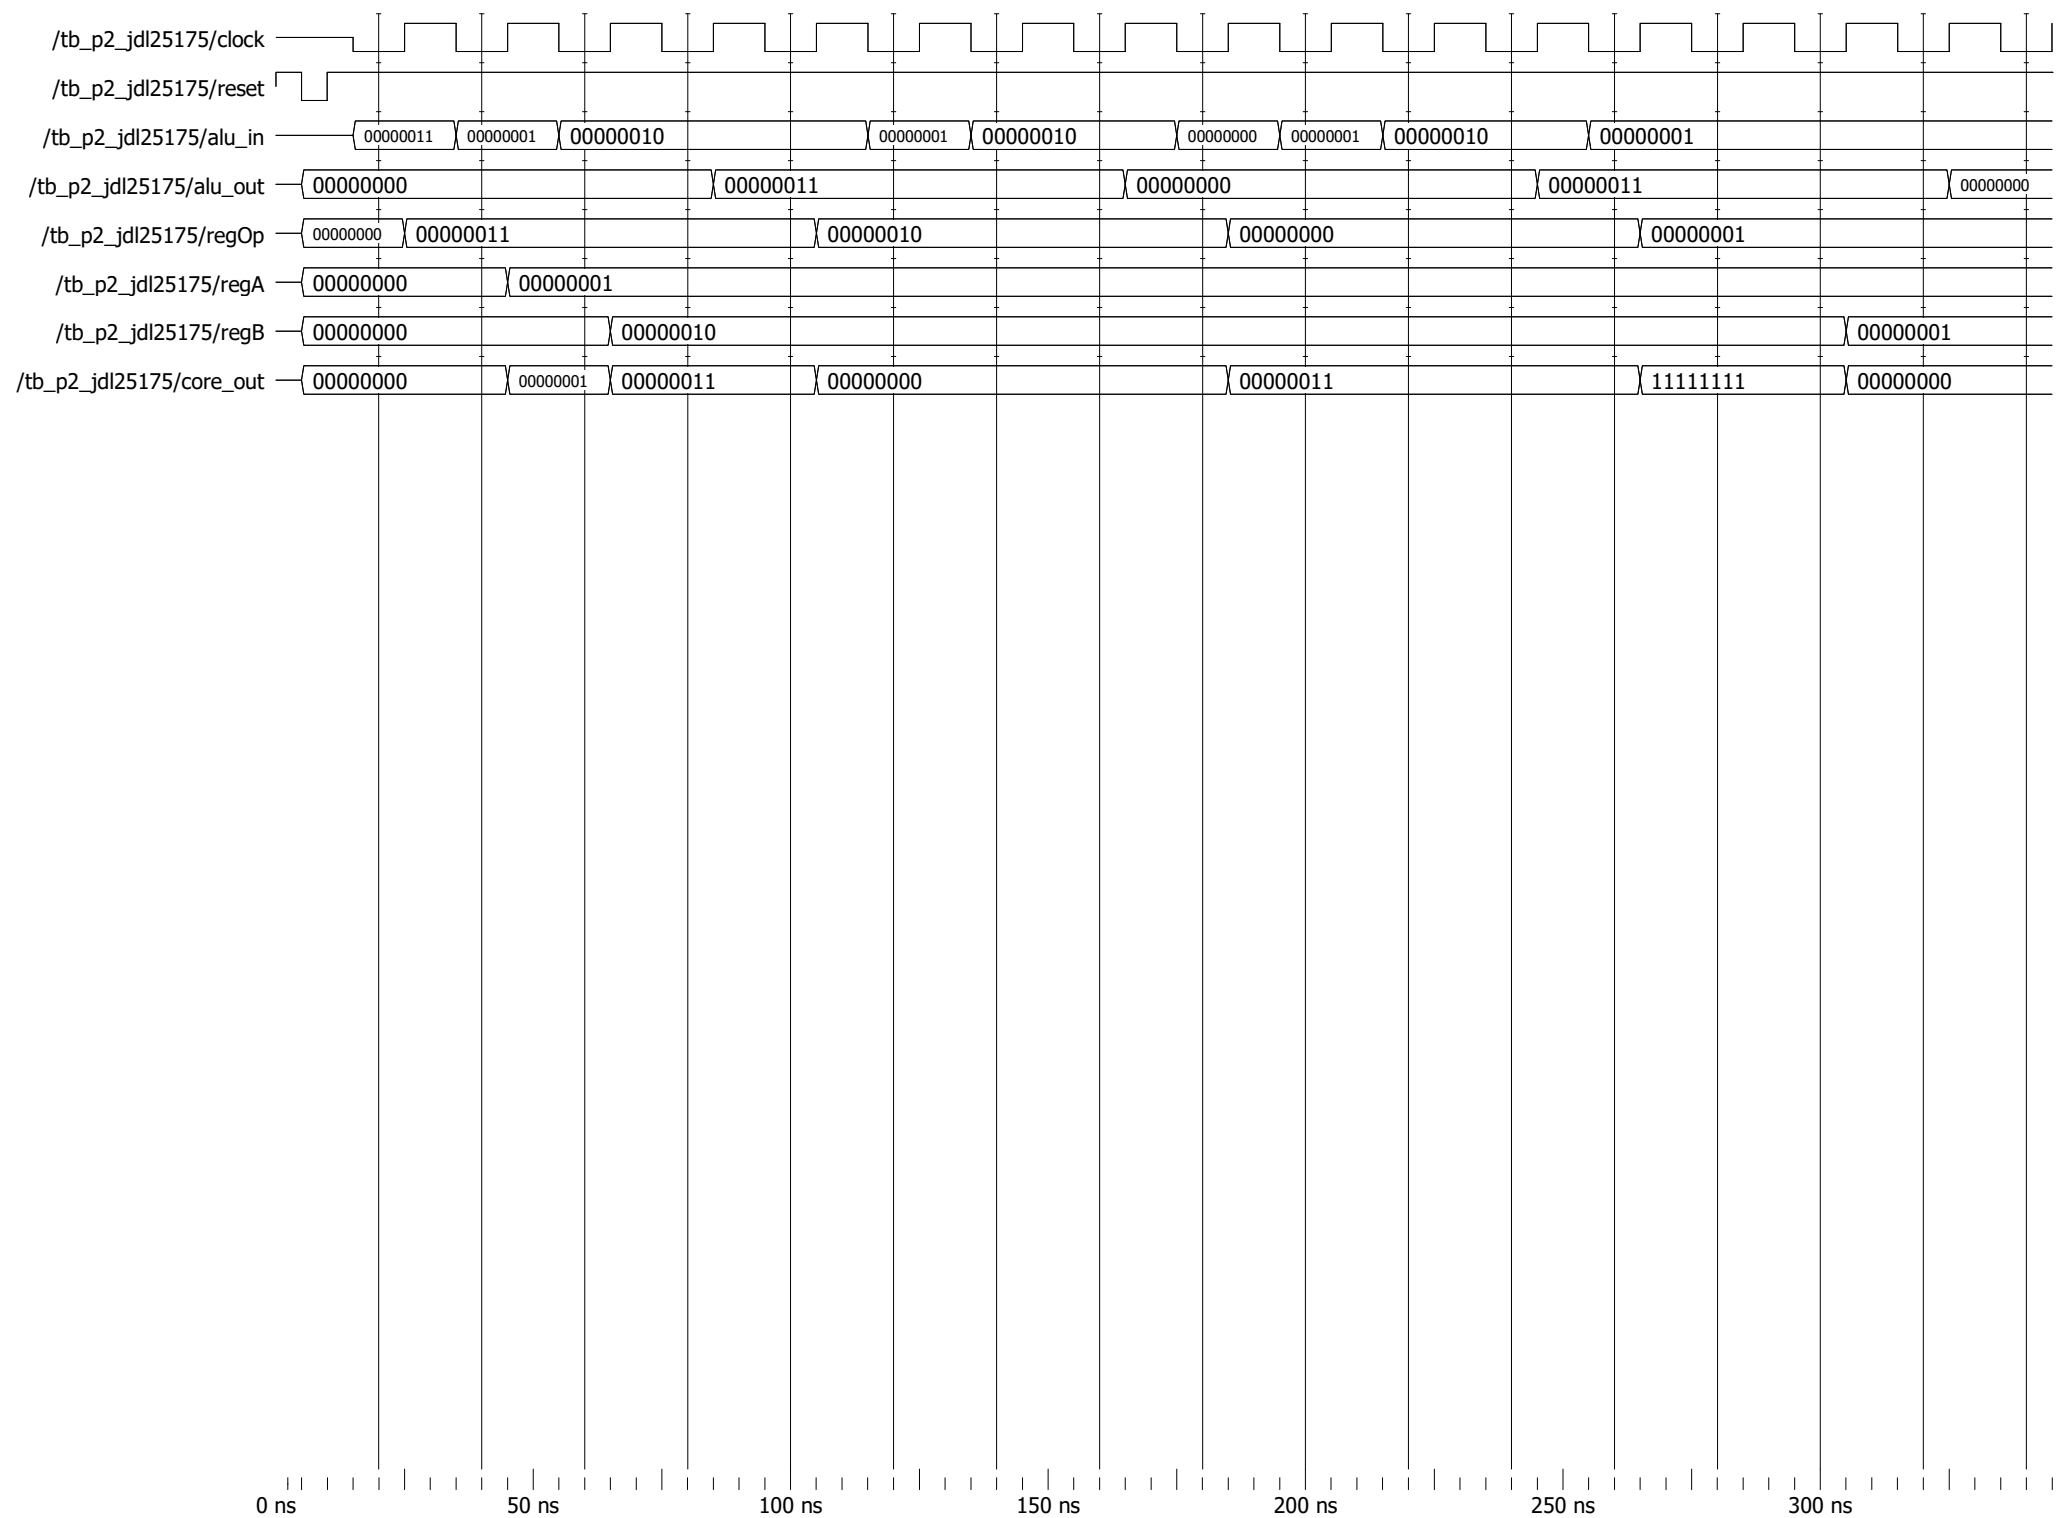 /tb_p2_jdl25175/clock
/tb_p2_jdl25175/reset
/tb_p2_jdl25175/alu_in 00000011 00000001 00000010 00000001 00000010 00000000 00000001 00000010 00000001
/tb_p2_jdl25175/alu_out 00000000 00000011 00000000 00000011 00000000
/tb_p2_jdl25175/regOp 00000000 00000011 00000010 00000000 00000001
/tb_p2_jdl25175/regA 00000000 00000001
/tb_p2_jdl25175/regB 00000000 00000010 00000001
/tb_p2_jdl25175/core_out 00000000 00000001 00000011 00000000 00000011 11111111 00000000
0 ns 50 ns 100 ns 150 ns 200 ns 250 ns 300 ns